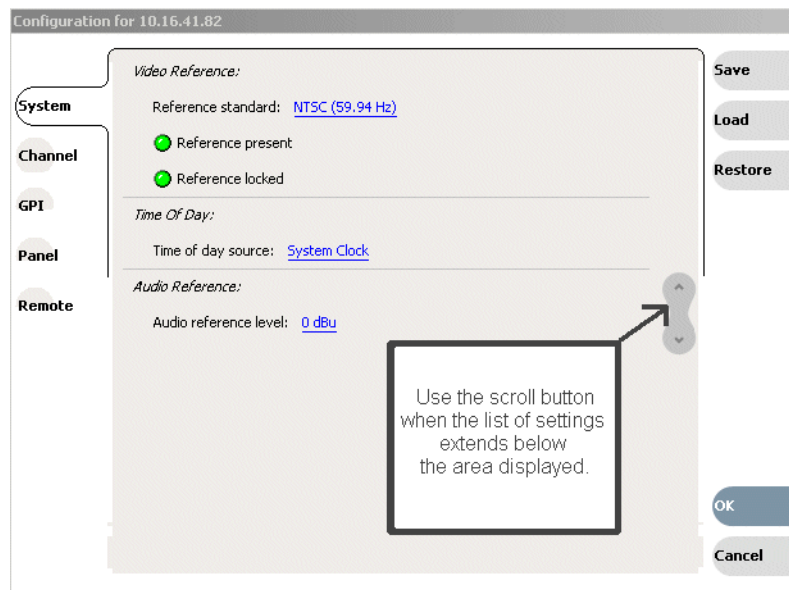 Configuration for 10.16.41.82
System
Channel
GPI
Panel
Remote
Video Reference:
Reference standard: NTSC (59.94 Hz)
Reference present
Reference locked
Time Of Day:
Time of day source: System Clock
Audio Reference:
Audio reference level: 0 dBu
Use the scroll button
when the list of settings
extends below
the area displayed.
Save
Load
Restore
OK
Cancel